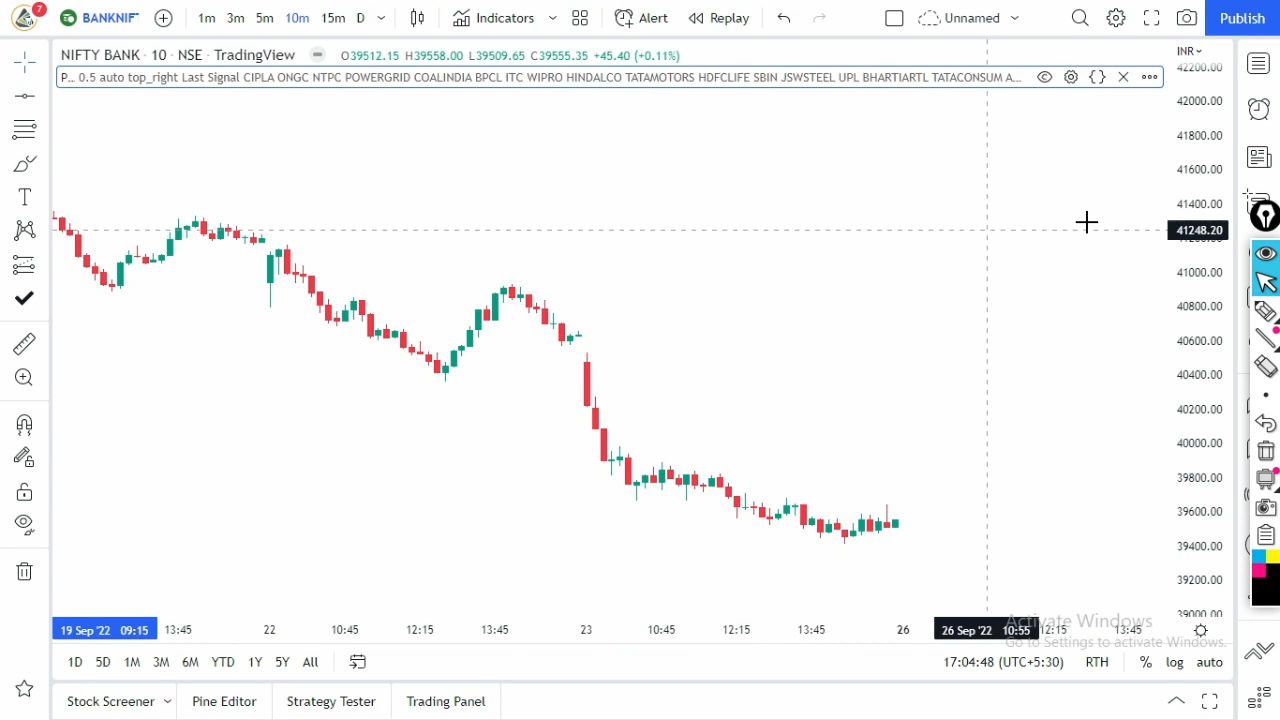 7
BANKNIF 1m 3m 5m 10m 15m D Indicators Alert Replay Unnamed Publish
NIFTY BANK · 10 · NSE · TradingView O39512.15 H39558.00 L39509.65 C39555.35 +45.40 (+0.11%)
P... 0.5 auto top_right Last Signal CIPLA ONGC NTPC POWERGRID COALINDIA BPCL ITC WIPRO HINDALCO TATAMOTORS HDFCLIFE SBIN JSWSTEEL UPL BHARTIARTL TATACONSUM A...
INR
42200.00
42000.00
41800.00
41600.00
41400.00
41248.20
41200.00
41000.00
40800.00
40600.00
40400.00
40200.00
40000.00
39800.00
39600.00
39400.00
39200.00
39000.00
19 Sep '22 09:15 13:45 22 10:45 12:15 13:45 23 10:45 12:15 13:45 26 26 Sep '22 10:55 12:15 13:45
Activate Windows
Go to Settings to activate Windows.
1D 5D 1M 3M 6M YTD 1Y 5Y All 17:04:48 (UTC+5:30) RTH % log auto
Stock Screener Pine Editor Strategy Tester Trading Panel